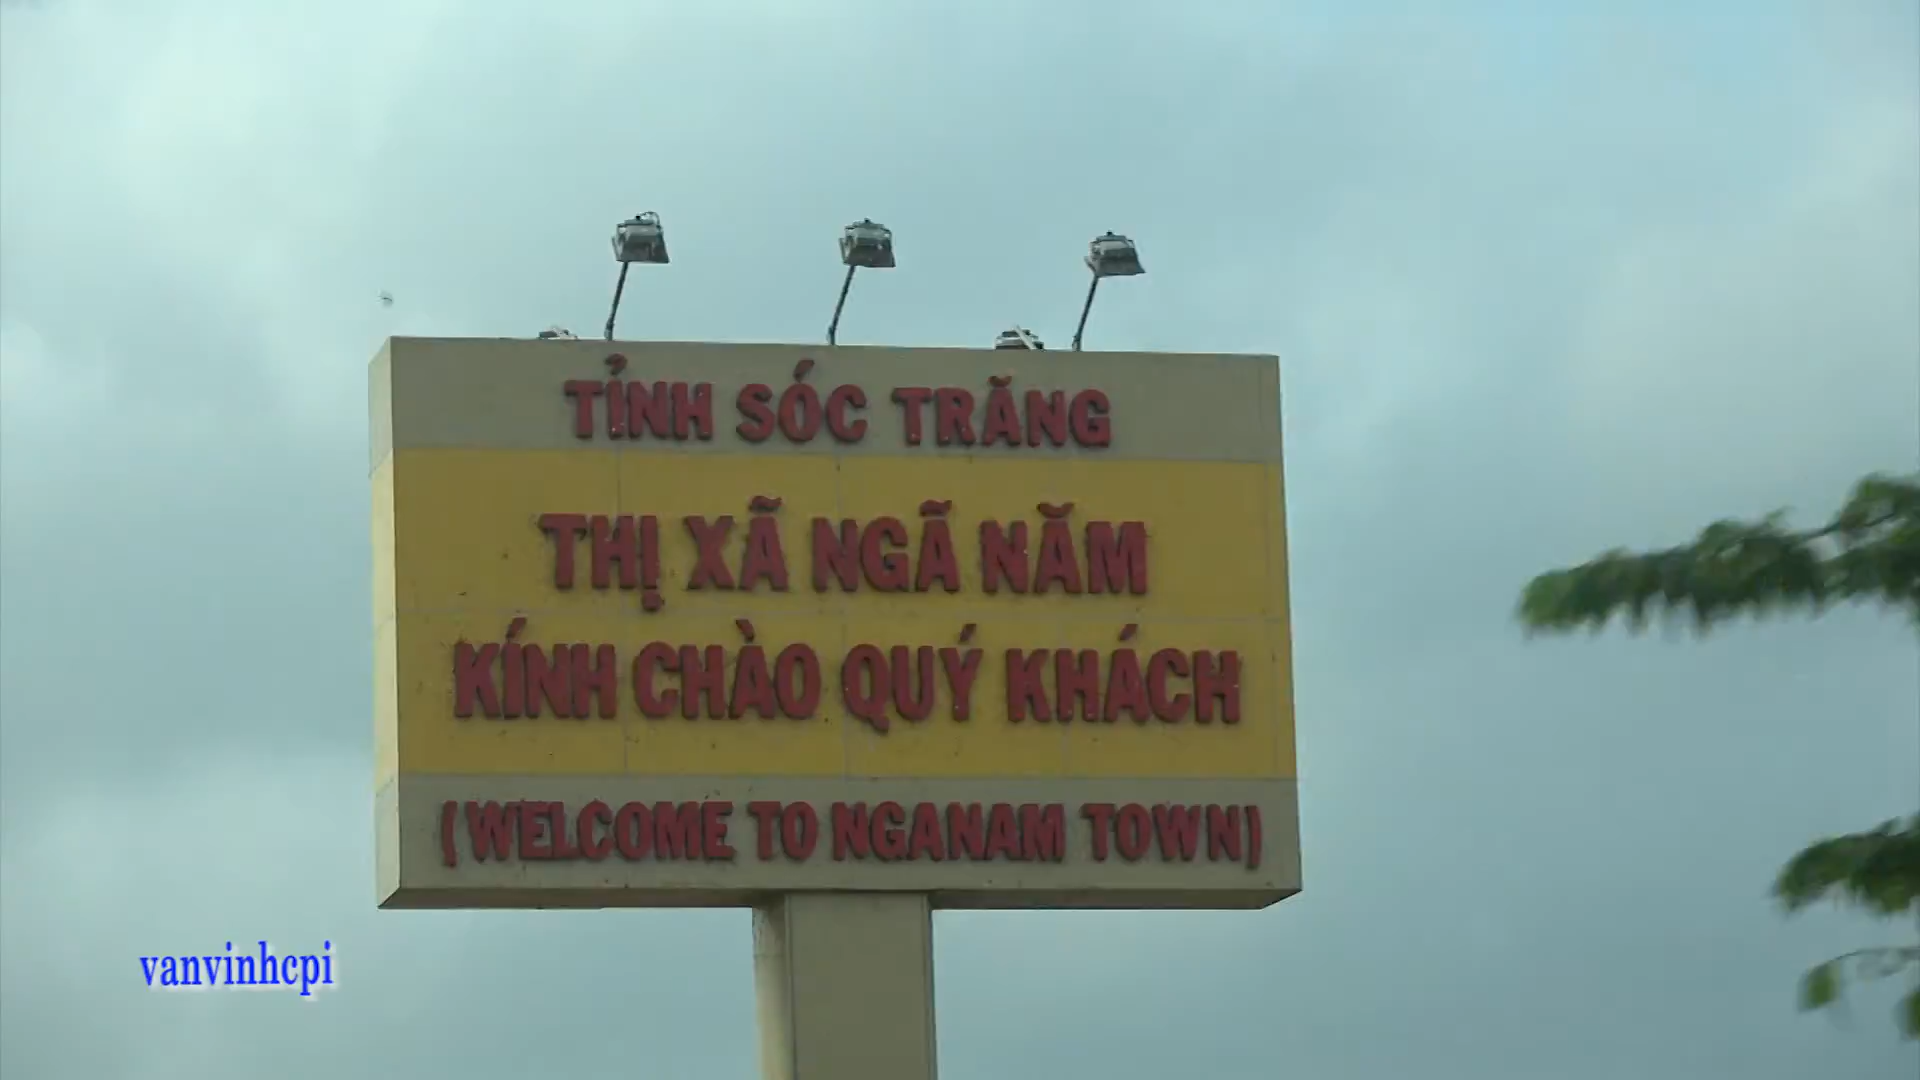 TỈNH SÓC TRĂNG
THỊ XÃ NGÃ NĂM
KÍNH CHÀO QUÝ KHÁCH
(WELCOME TO NGANAM TOWN)
vanvinhcpi